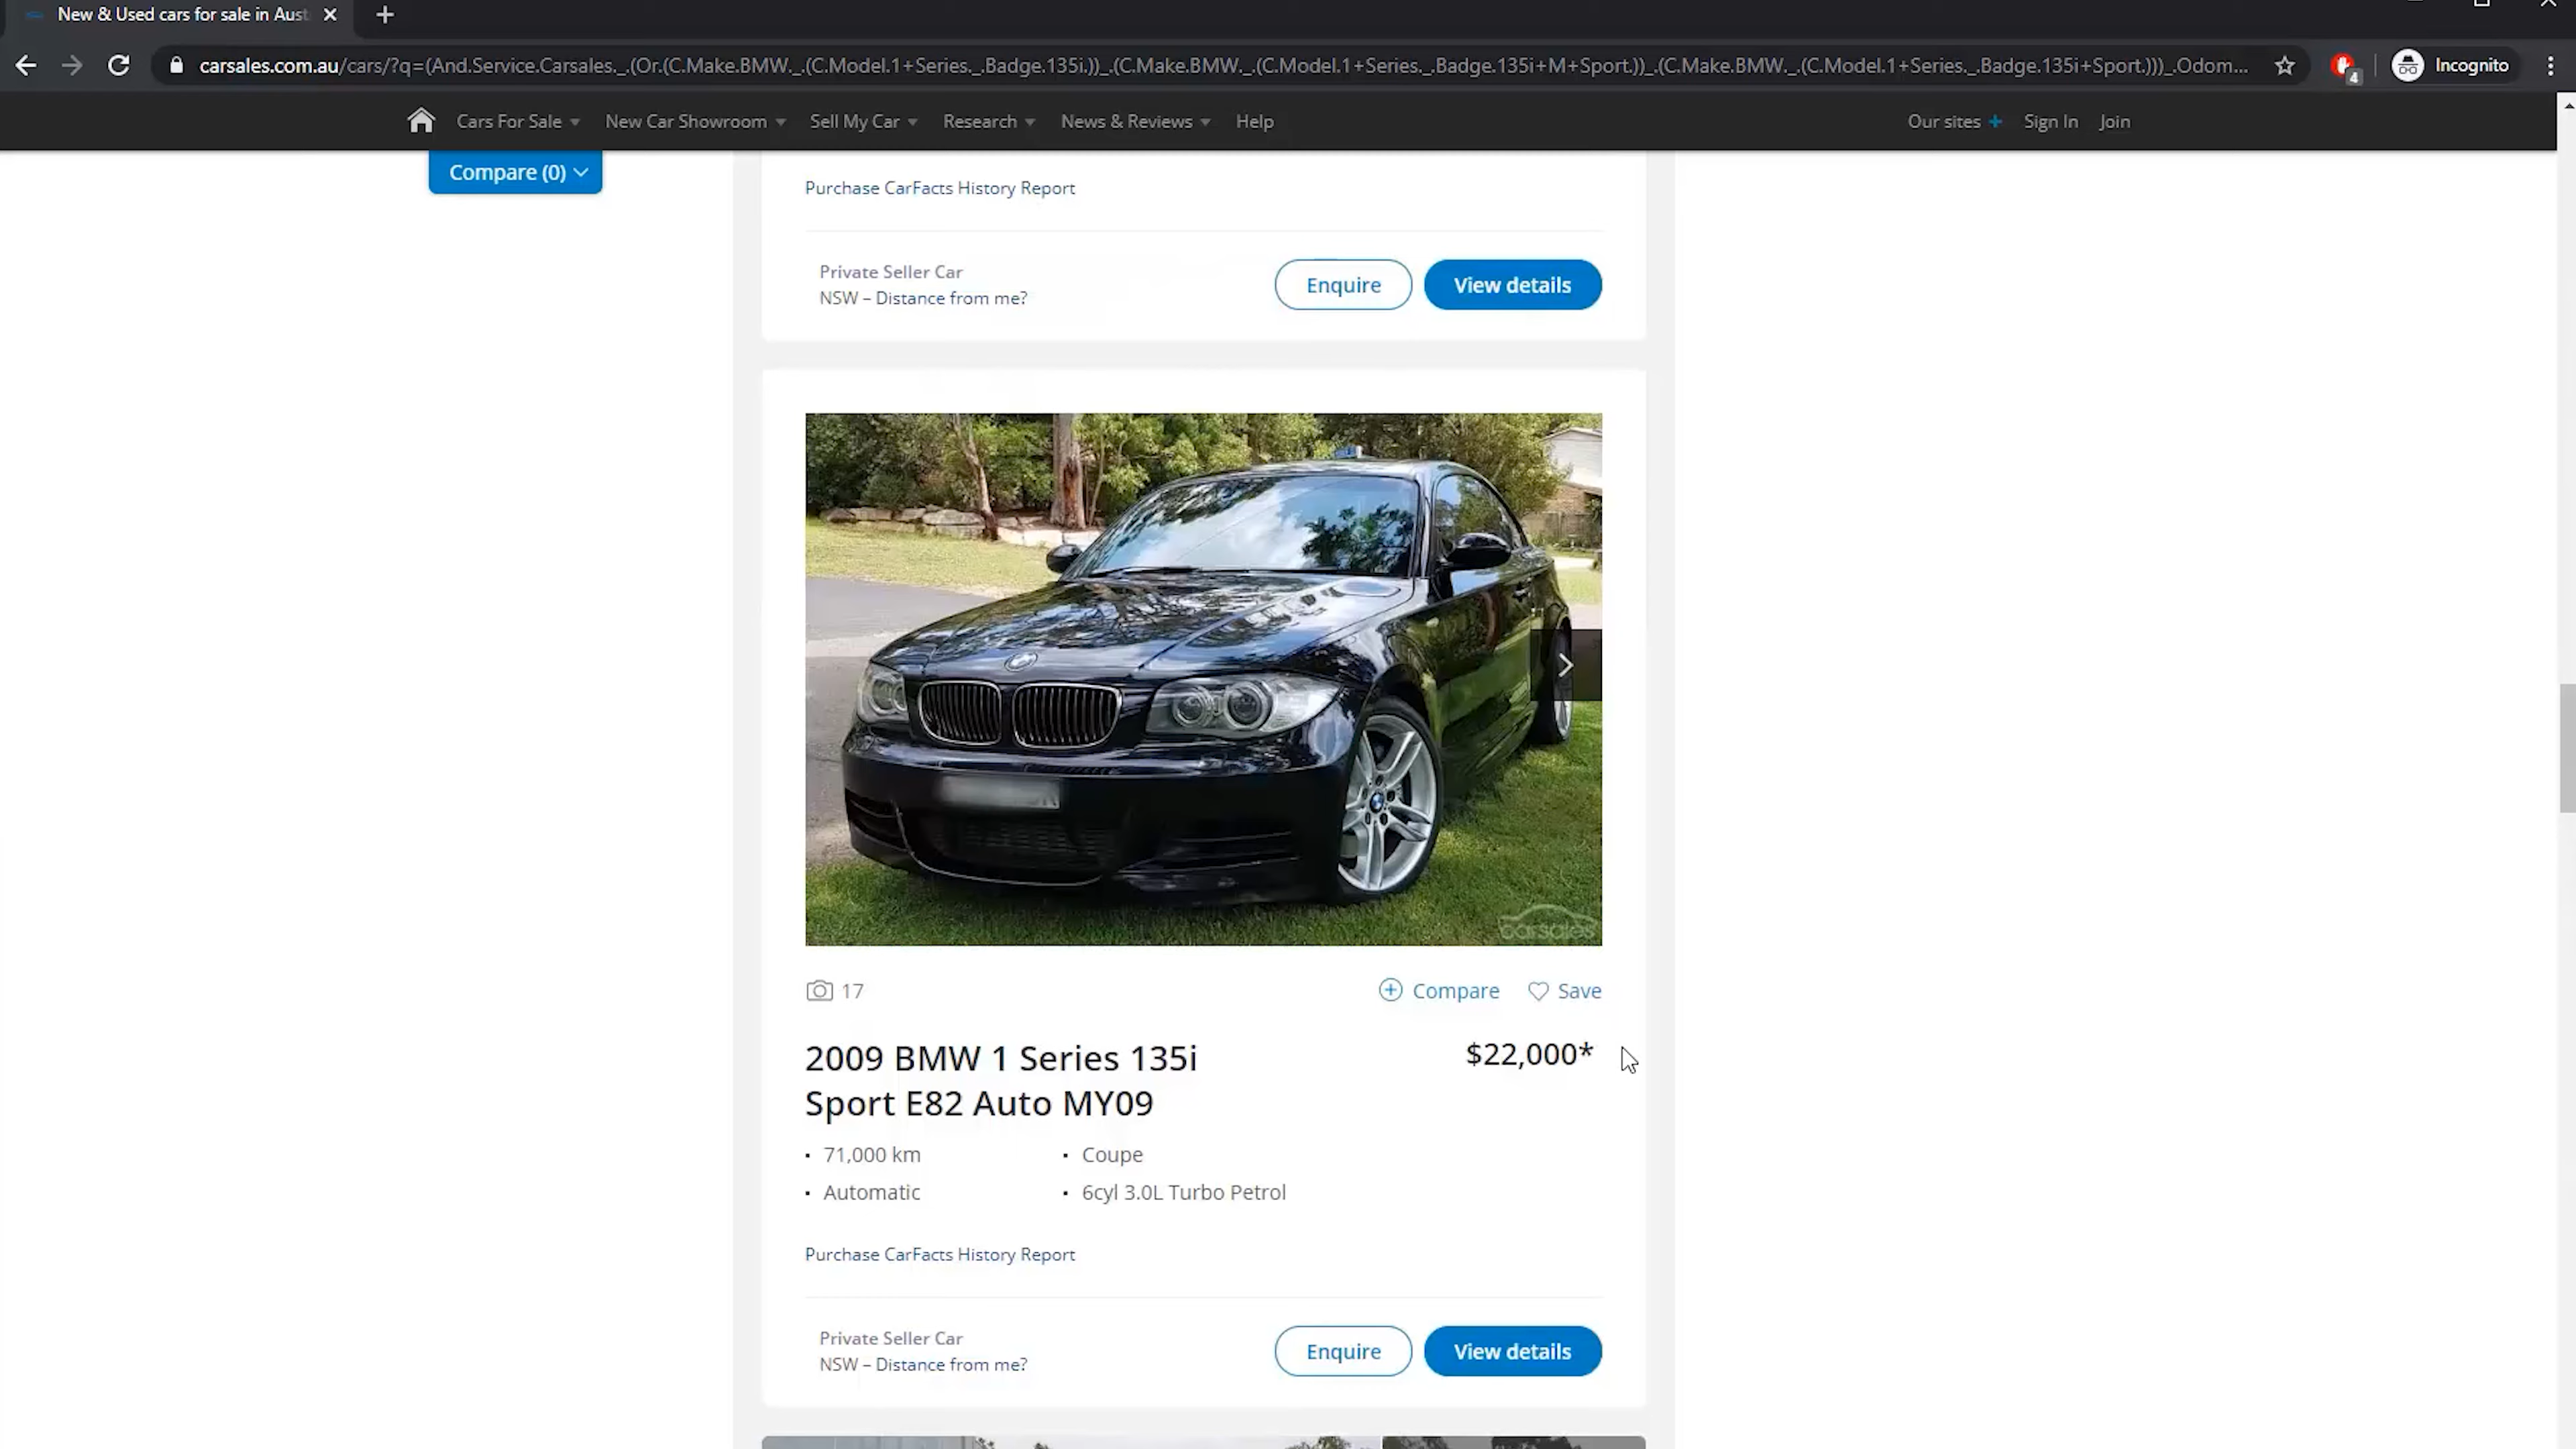 New & Used cars for sale in Aust
carsales.com.au/cars/?q=(And.Service.Carsales._.(Or.(C.Make.BMW._.(C.Model.1+Series._.Badge.135i.))_.(C.Make.BMW._.(C.Model.1+Series._.Badge.135i+M+Sport.))_.(C.Make.BMW._.(C.Model.1+Series._.Badge.135i+Sport.)))_.Odom...
4
Incognito
Cars For Sale
New Car Showroom
Sell My Car
Research
News & Reviews
Help
Our sites +
Sign In
Join
Compare (0)
Purchase CarFacts History Report
Private Seller Car
NSW – Distance from me?
Enquire
View details
carsales
17
Compare
Save
2009 BMW 1 Series 135i
Sport E82 Auto MY09
$22,000*
• 71,000 km
• Coupe
• Automatic
• 6cyl 3.0L Turbo Petrol
Purchase CarFacts History Report
Private Seller Car
NSW – Distance from me?
Enquire
View details